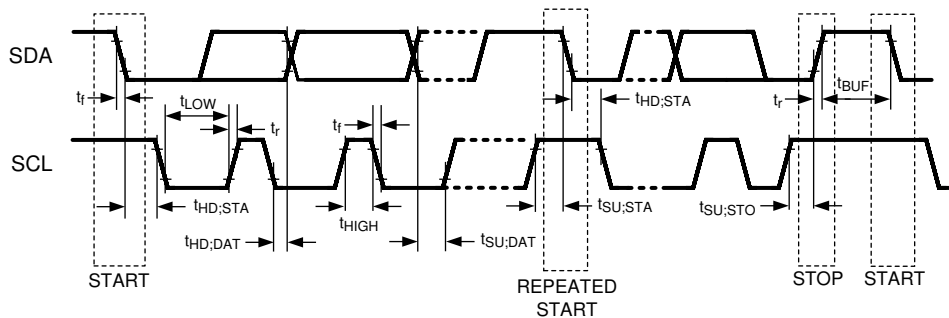 SDA
t_f
t_LOW
t_r
t_f
t_HD;STA
t_r
t_BUF
SCL
t_HD;STA
t_HD;DAT
t_HIGH
t_SU;DAT
t_SU;STA
t_SU;STO
START
REPEATED
START
STOP
START